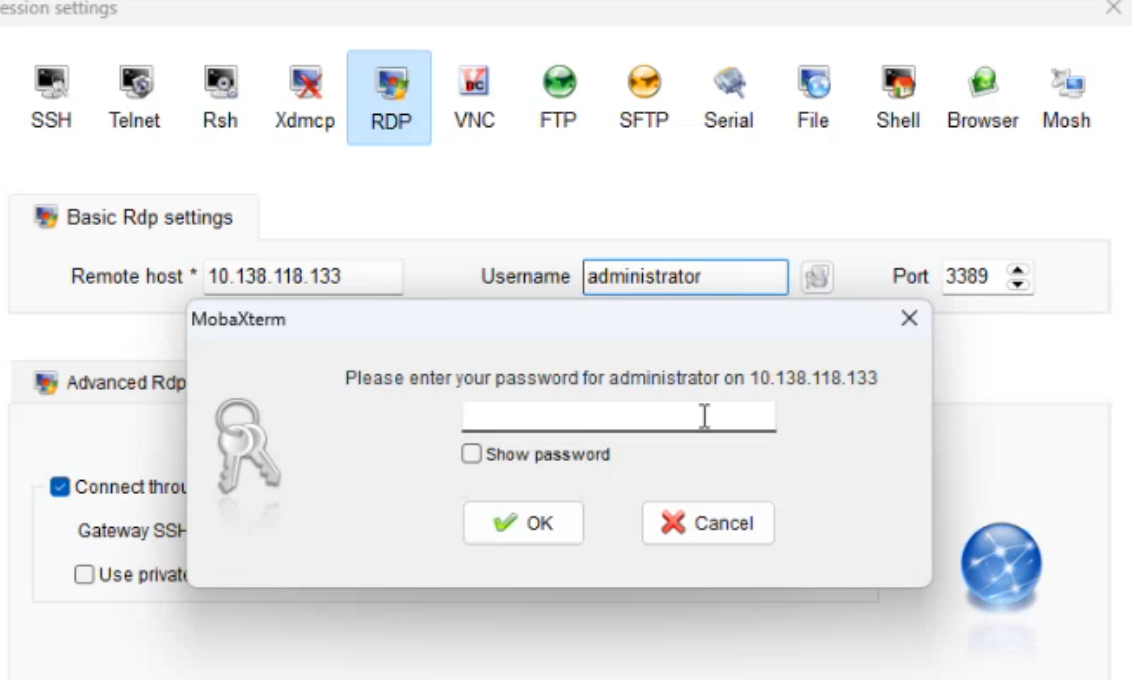 ession settings
SSH Telnet Rsh Xdmcp RDP VNC FTP SFTP Serial File Shell Browser Mosh
Basic Rdp settings
Remote host * 10.138.118.133 Username administrator Port 3389
MobaXterm
Please enter your password for administrator on 10.138.118.133
Show password
OK Cancel
Advanced Rdp
Connect throu
Gateway SSH
Use private